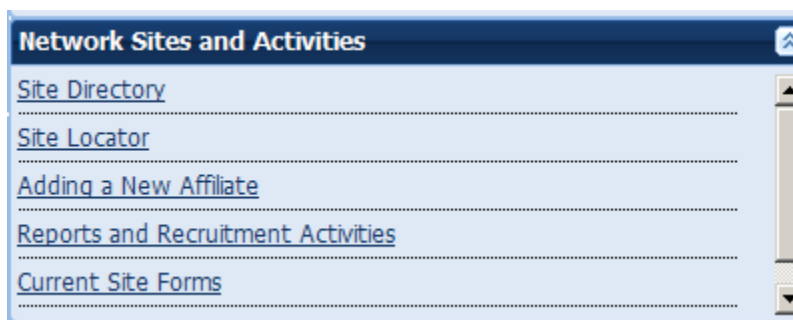 Network Sites and Activities
Site Directory
Site Locator
Adding a New Affiliate
Reports and Recruitment Activities
Current Site Forms